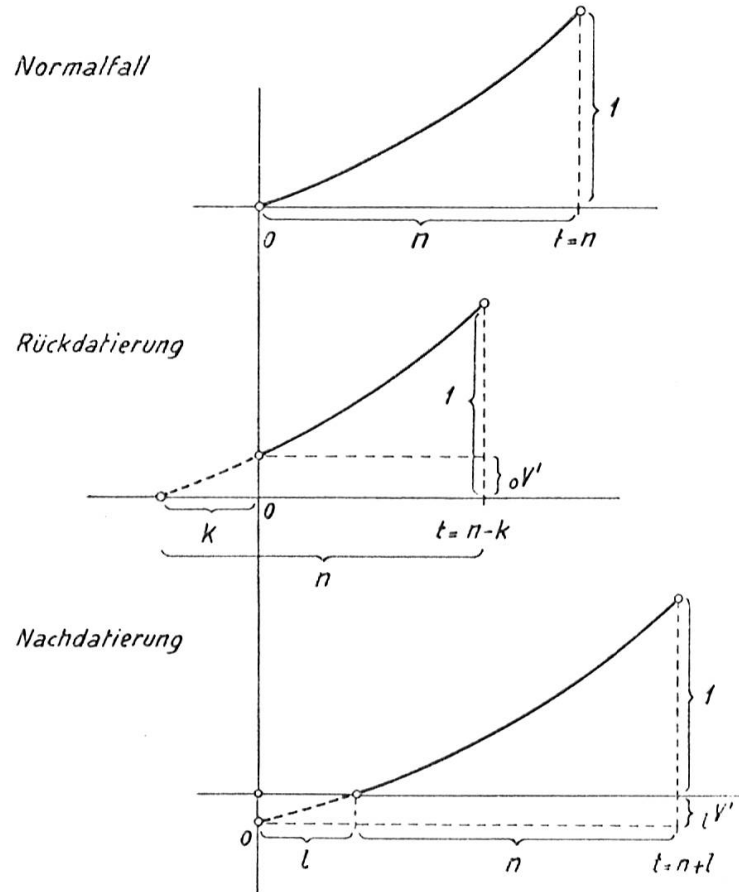 Normalfall
1
0 n t=n
Rückdatierung
1
₀V'
0
k t= n-k
n
Nachdatierung
1
ₗV'
0
l n t=n+l